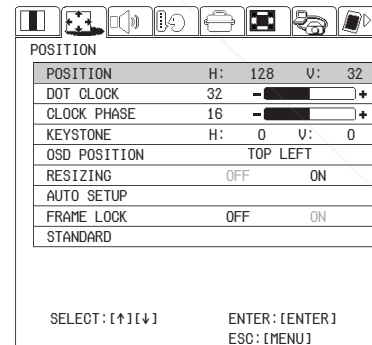 POSITION
POSITION H: 128 V: 32
DOT CLOCK 32 - +
CLOCK PHASE 16 - +
KEYSTONE H: 0 V: 0
OSD POSITION TOP LEFT
RESIZING OFF ON
AUTO SETUP
FRAME LOCK OFF ON
STANDARD
SELECT:[↑][↓] ENTER:[ENTER]
ESC:[MENU]